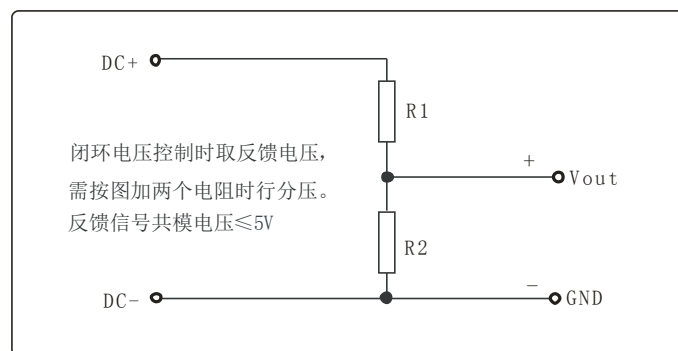 DC+
R1
闭环电压控制时取反馈电压，
需按图加两个电阻时行分压。
反馈信号共模电压≤5V
+
Vout
R2
DC-
-
GND